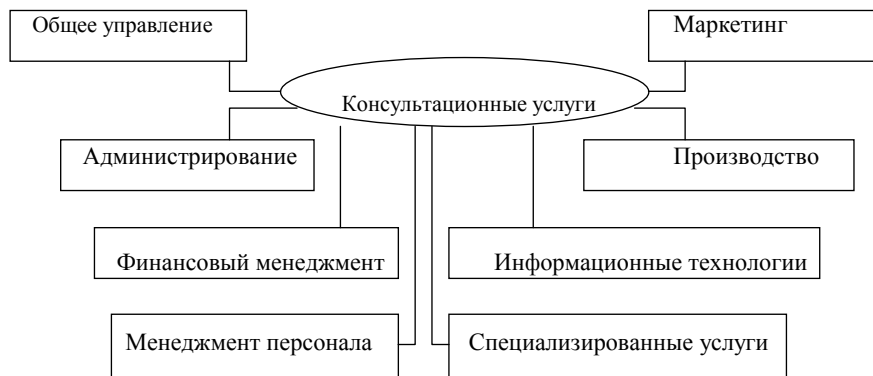 Общее управление
Маркетинг
Консультационные услуги
Администрирование
Производство
Финансовый менеджмент
Информационные технологии
Менеджмент персонала
Специализированные услуги